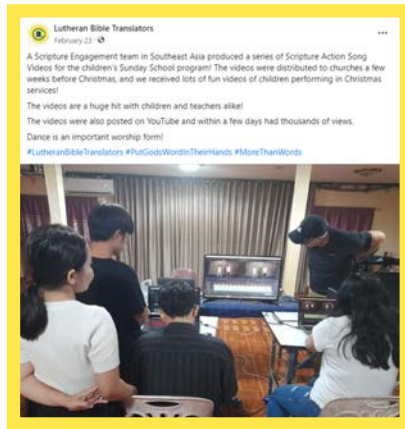 Lutheran Bible Translators
February 23 ·
A Scripture Engagement team in Southeast Asia produced a series of Scripture Action Song
Videos for the children's Sunday School program! The videos were distributed to churches a few
weeks before Christmas, and we received lots of fun videos of children performing in Christmas
services!
The videos are a huge hit with children and teachers alike!
The videos were also posted on YouTube and within a few days had thousands of views.
Dance is an important worship form!
#LutheranBibleTranslators #PutGodsWordInTheirHands #MoreThanWords